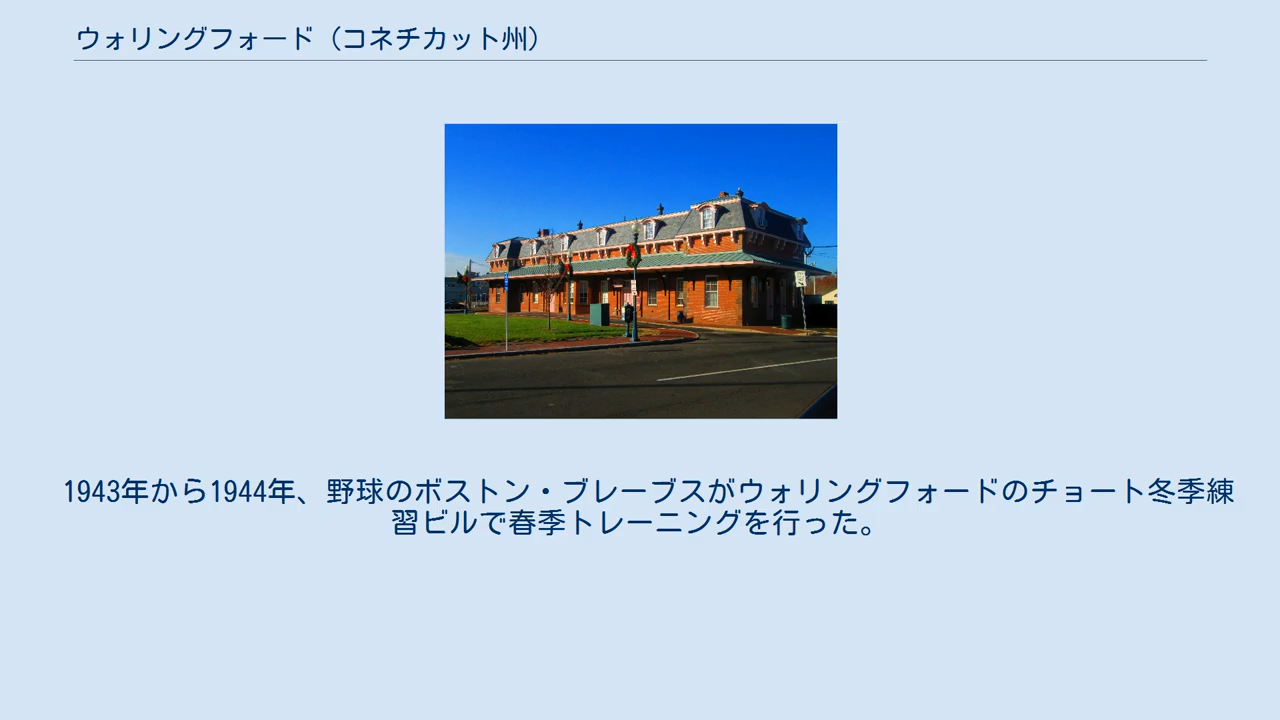 ウォリングフォード（コネチカット州）
1943年から1944年、野球のボストン・ブレーブスがウォリングフォードのチョート冬季練
習ビルで春季トレーニングを行った。